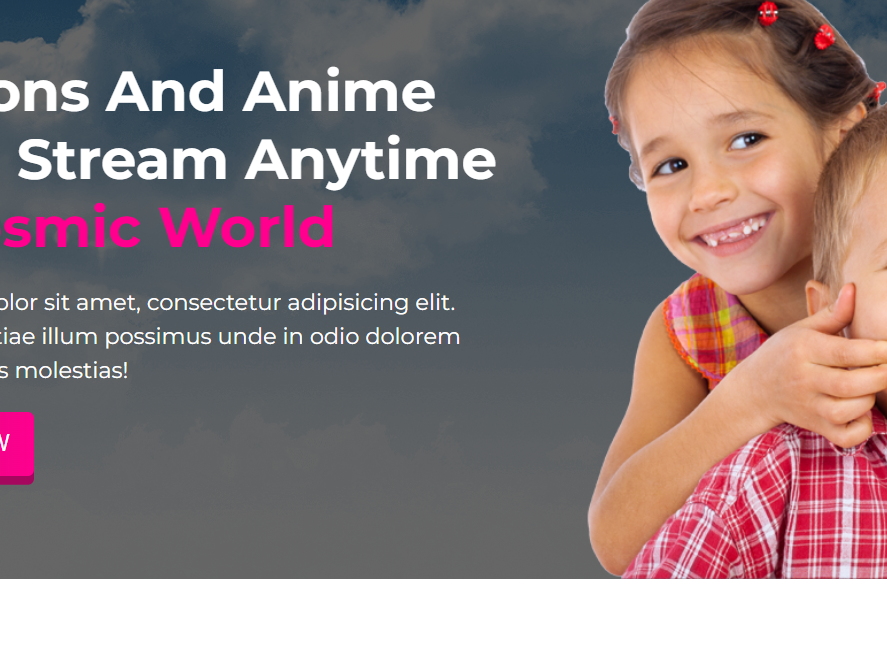 ons And Anime
Stream Anytime
smic World
olor sit amet, consectetur adipisicing elit.
tiae illum possimus unde in odio dolorem
s molestias!
W